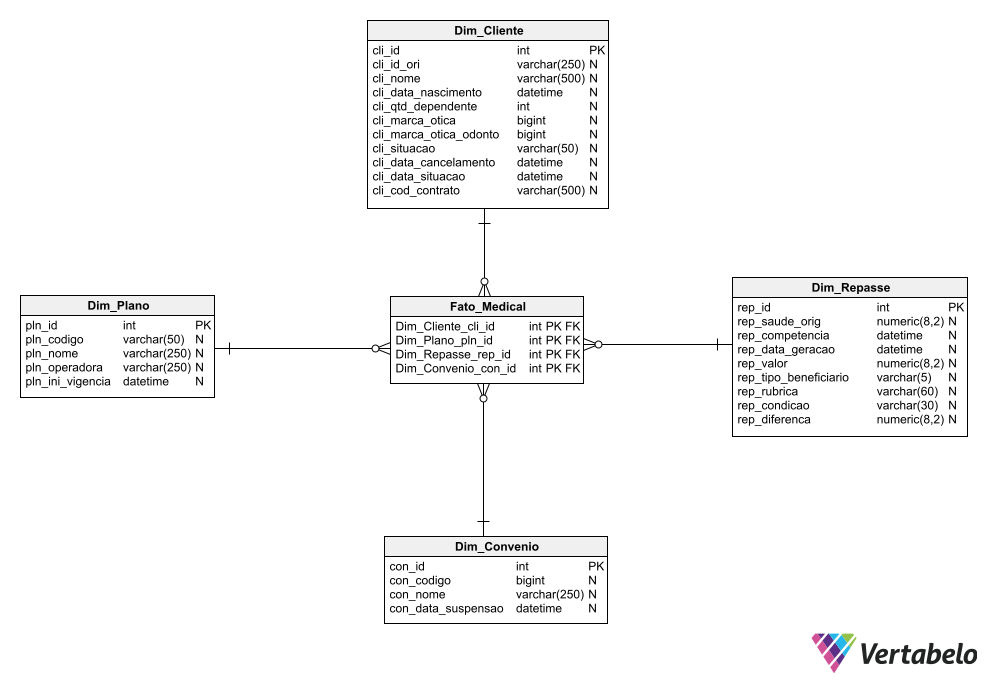 Dim_Cliente
cli_id int PK
cli_id_ori varchar(250) N
cli_nome varchar(500) N
cli_data_nascimento datetime N
cli_qtd_dependente int N
cli_marca_otica bigint N
cli_marca_otica_odonto bigint N
cli_situacao varchar(50) N
cli_data_cancelamento datetime N
cli_data_situacao datetime N
cli_cod_contrato varchar(500) N
Dim_Plano
pln_id int PK
pln_codigo varchar(50) N
pln_nome varchar(250) N
pln_operadora varchar(250) N
pln_ini_vigencia datetime N
Fato_Medical
Dim_Cliente_cli_id int PK FK
Dim_Plano_pln_id int PK FK
Dim_Repasse_rep_id int PK FK
Dim_Convenio_con_id int PK FK
Dim_Repasse
rep_id int PK
rep_saude_orig numeric(8,2) N
rep_competencia datetime N
rep_data_geracao datetime N
rep_valor numeric(8,2) N
rep_tipo_beneficiario varchar(5) N
rep_rubrica varchar(60) N
rep_condicao varchar(30) N
rep_diferenca numeric(8,2) N
Dim_Convenio
con_id int PK
con_codigo bigint N
con_nome varchar(250) N
con_data_suspensao datetime N
Vertabelo